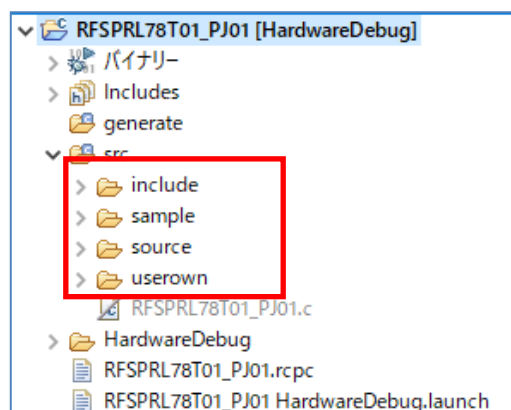 RFSPRL78T01_PJ01 [HardwareDebug]
バイナリー
Includes
generate
src
include
sample
source
userown
RFSPRL78T01_PJ01.c
HardwareDebug
RFSPRL78T01_PJ01.rcpc
RFSPRL78T01_PJ01 HardwareDebug.launch